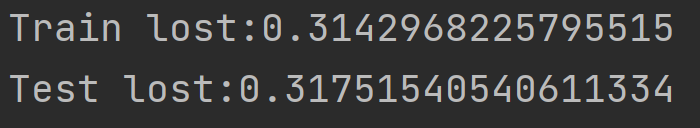 Train lost:0.3142968225795515
Test lost:0.31751540540611334